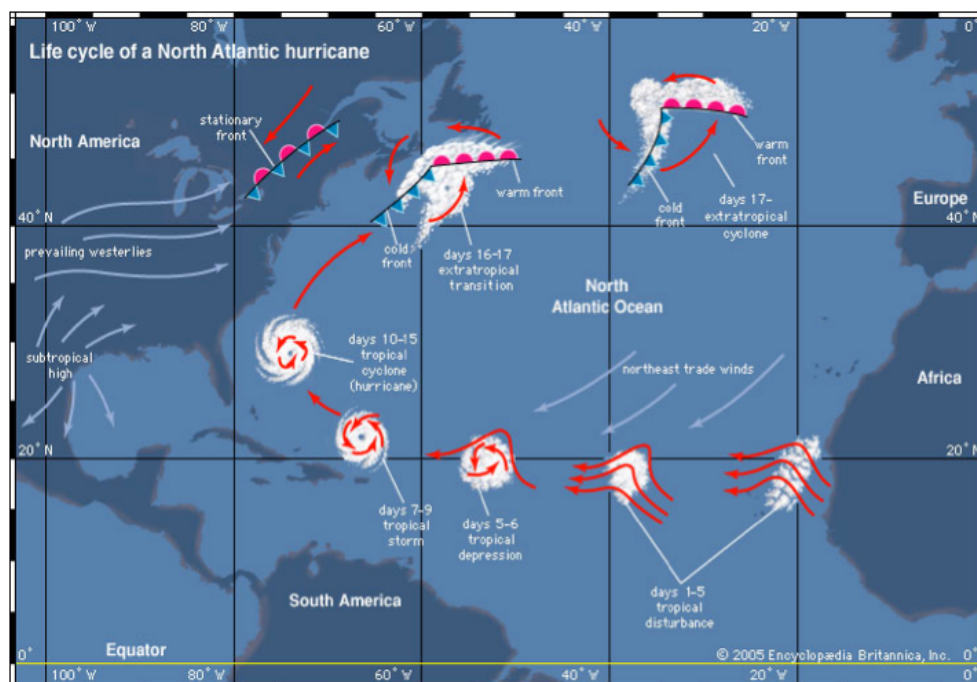 100° W 80° W 60° W 40° W 20° W 0°
Life cycle of a North Atlantic hurricane
North America
stationary
front
warm front
warm
front
cold
front
days 17–
extratropical
cyclone
Europe
40° N
40° N
prevailing westerlies
cold
front
days 16–17
extratropical
transition
North
Atlantic Ocean
subtropical
high
days 10–15
tropical
cyclone
(hurricane)
northeast trade winds
Africa
20° N
20° N
days 7–9
tropical
storm
days 5–6
tropical
depression
days 1–5
tropical
disturbance
South America
Equator
© 2005 Encyclopædia Britannica, Inc.
0°
0°
100° W 80° W 60° W 40° W 20° W 0°